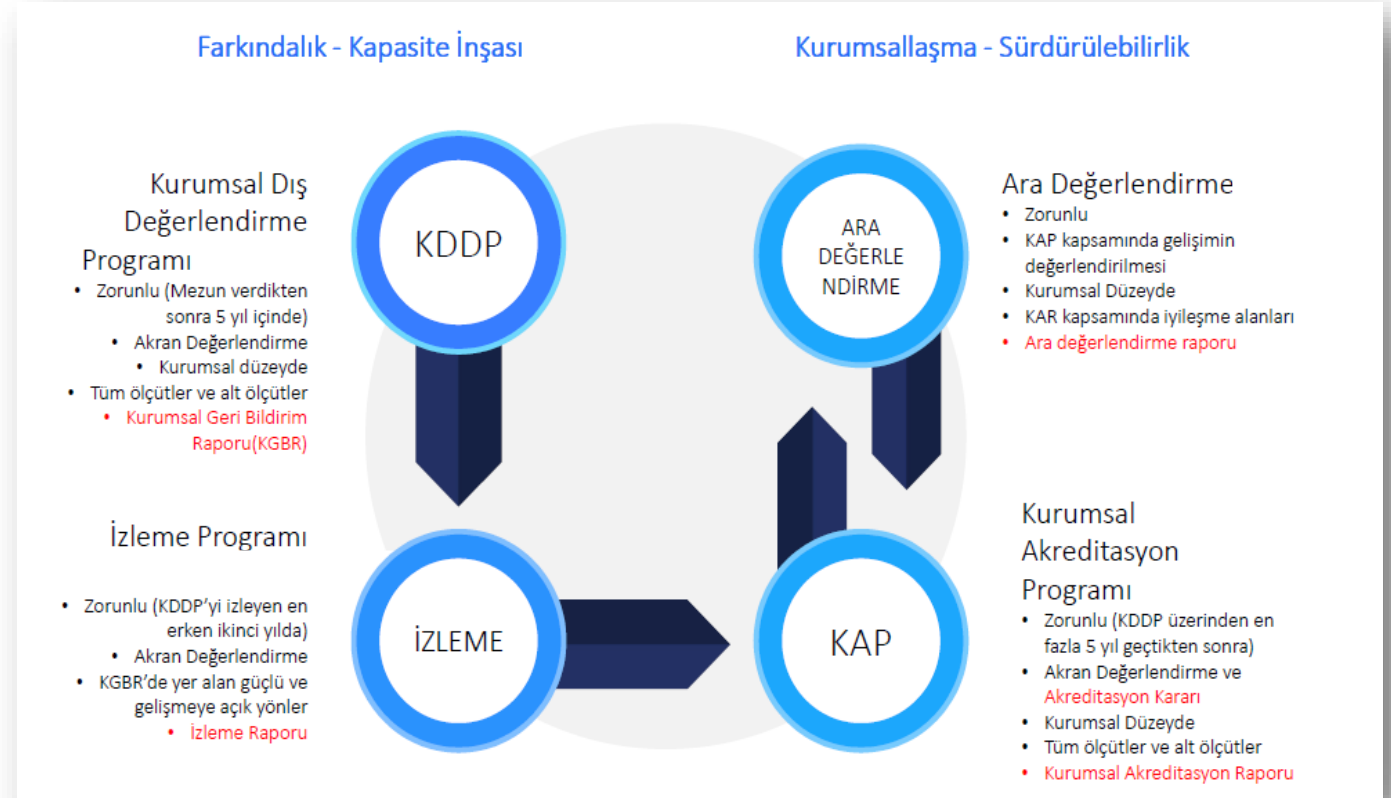 Farkındalık - Kapasite İnşası
Kurumsallaşma - Sürdürülebilirlik
Kurumsal Dış
Değerlendirme
Programı
• Zorunlu (Mezun verdikten
sonra 5 yıl içinde)
• Akran Değerlendirme
• Kurumsal düzeyde
• Tüm ölçütler ve alt ölçütler
• Kurumsal Geri Bildirim
Raporu(KGBR)
KDDP
ARA
DEĞERLE
NDİRME
Ara Değerlendirme
• Zorunlu
• KAP kapsamında gelişimin
değerlendirilmesi
• Kurumsal Düzeyde
• KAR kapsamında iyileşme alanları
• Ara değerlendirme raporu
İzleme Programı
• Zorunlu (KDDP’yi izleyen en
erken ikinci yılda)
• Akran Değerlendirme
• KGBR’de yer alan güçlü ve
gelişmeye açık yönler
• İzleme Raporu
İZLEME
KAP
Kurumsal
Akreditasyon
Programı
• Zorunlu (KDDP üzerinden en
fazla 5 yıl geçtikten sonra)
• Akran Değerlendirme ve
Akreditasyon Kararı
• Kurumsal Düzeyde
• Tüm ölçütler ve alt ölçütler
• Kurumsal Akreditasyon Raporu